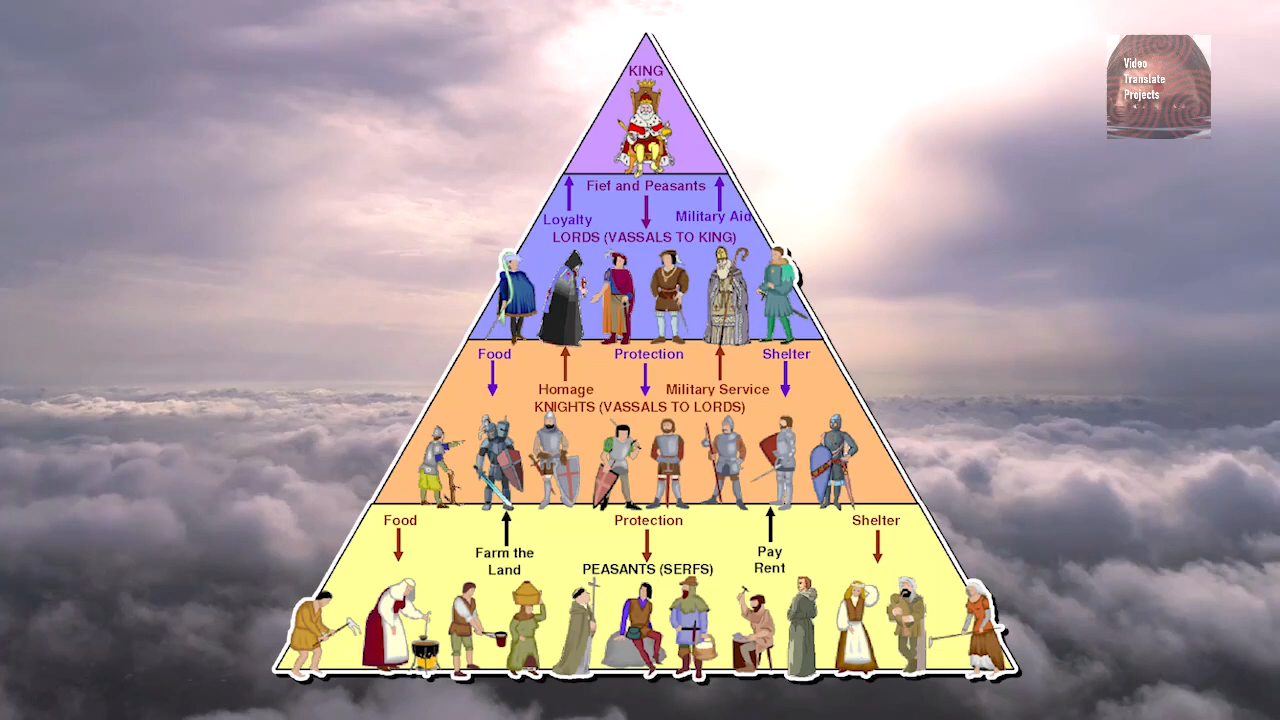 Video
Translate
Projects
KING
Fief and Peasants
Loyalty
Military Aid
LORDS (VASSALS TO KING)
Food
Protection
Shelter
Homage
Military Service
KNIGHTS (VASSALS TO LORDS)
Food
Protection
Shelter
Farm the
Land
Pay
Rent
PEASANTS (SERFS)